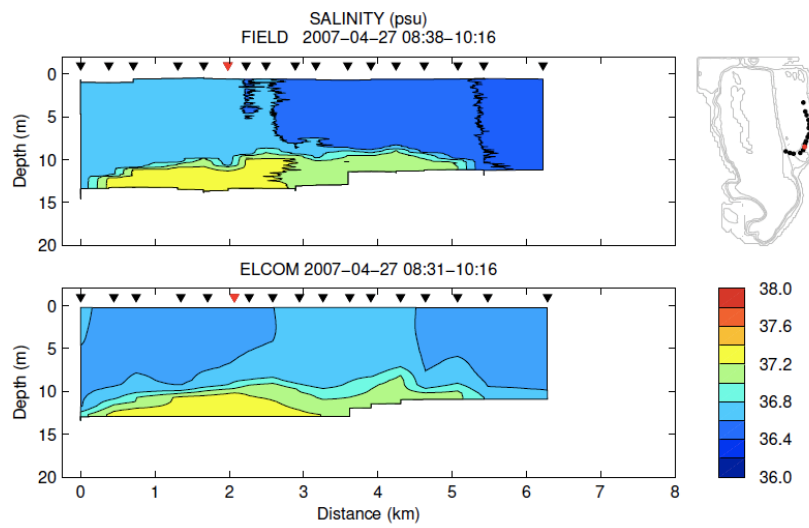 SALINITY (psu)
FIELD 2007-04-27 08:38-10:16
0
5
10
15
20
Depth (m)
ELCOM 2007-04-27 08:31-10:16
0
5
10
15
20
Depth (m)
0 1 2 3 4 5 6 7 8
Distance (km)
38.0
37.6
37.2
36.8
36.4
36.0